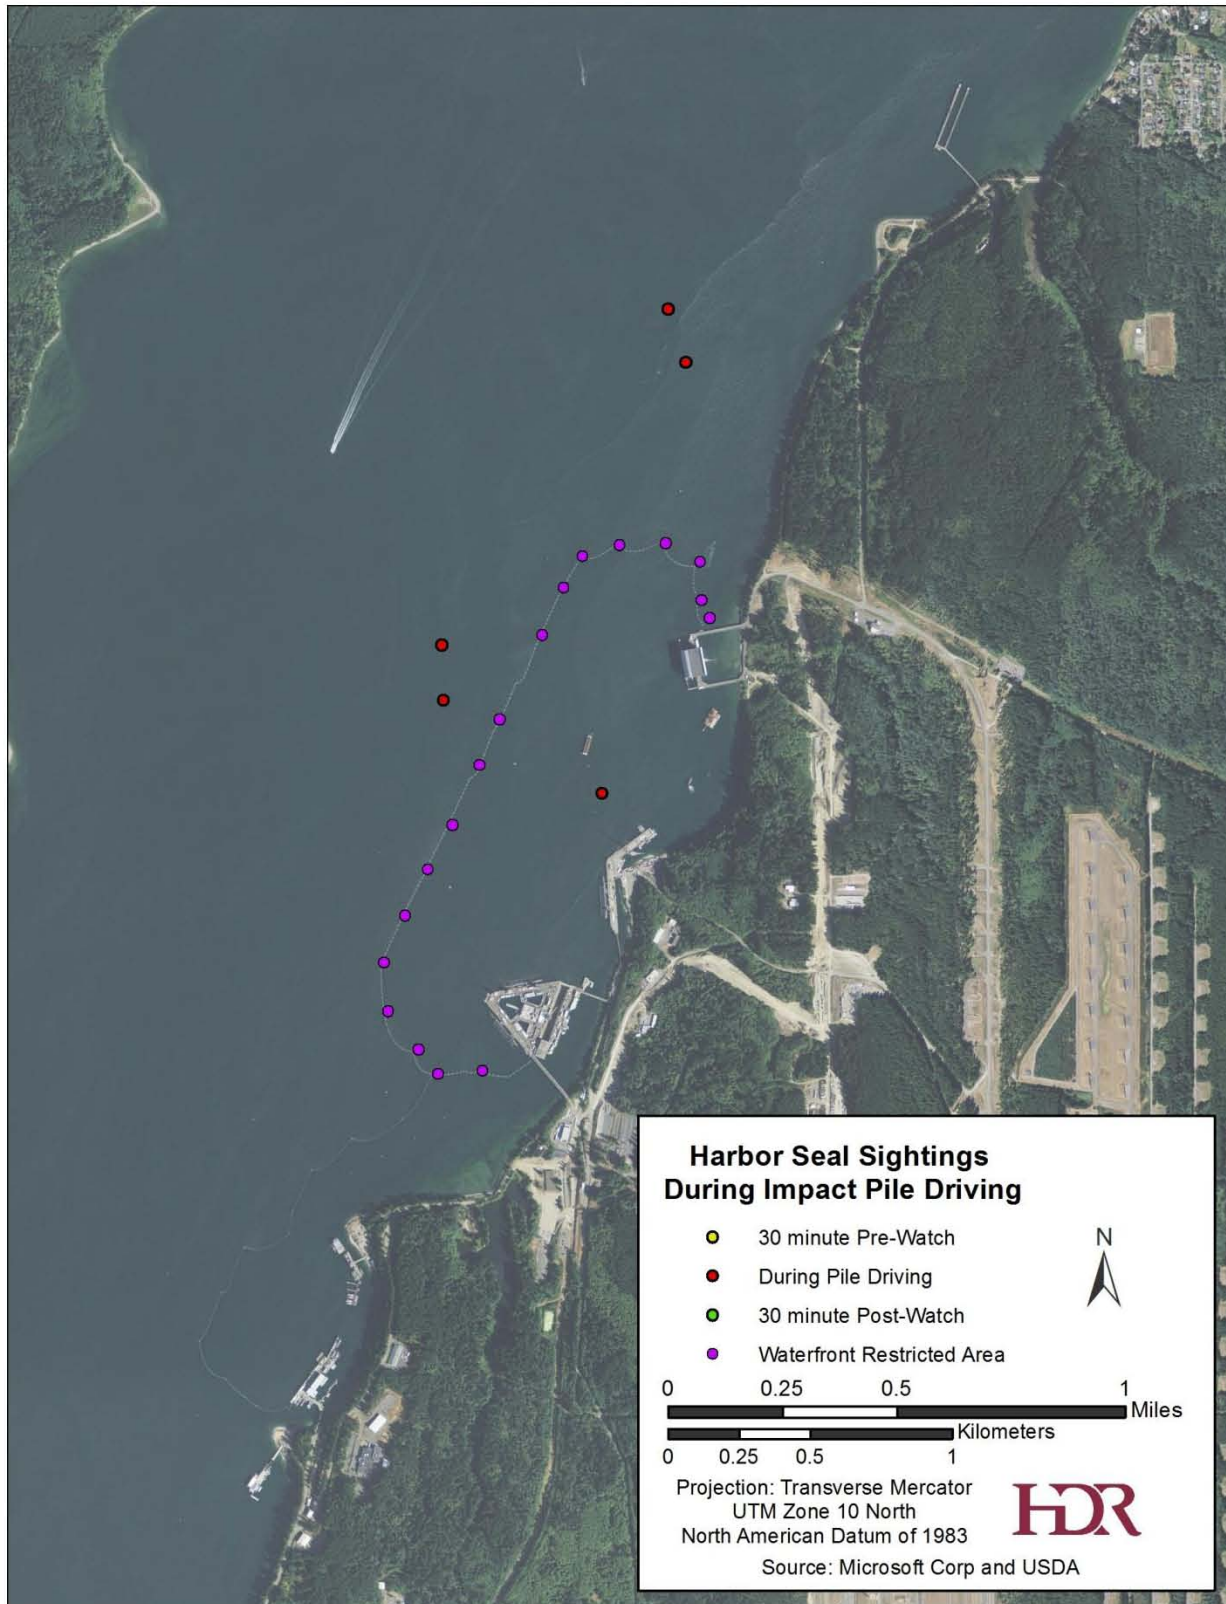 Harbor Seal Sightings
During Impact Pile Driving
30 minute Pre-Watch
N
During Pile Driving
30 minute Post-Watch
Waterfront Restricted Area
0 0.25 0.5 1
Miles
Kilometers
0 0.25 0.5 1
Projection: Transverse Mercator
UTM Zone 10 North
North American Datum of 1983
HDR
Source: Microsoft Corp and USDA